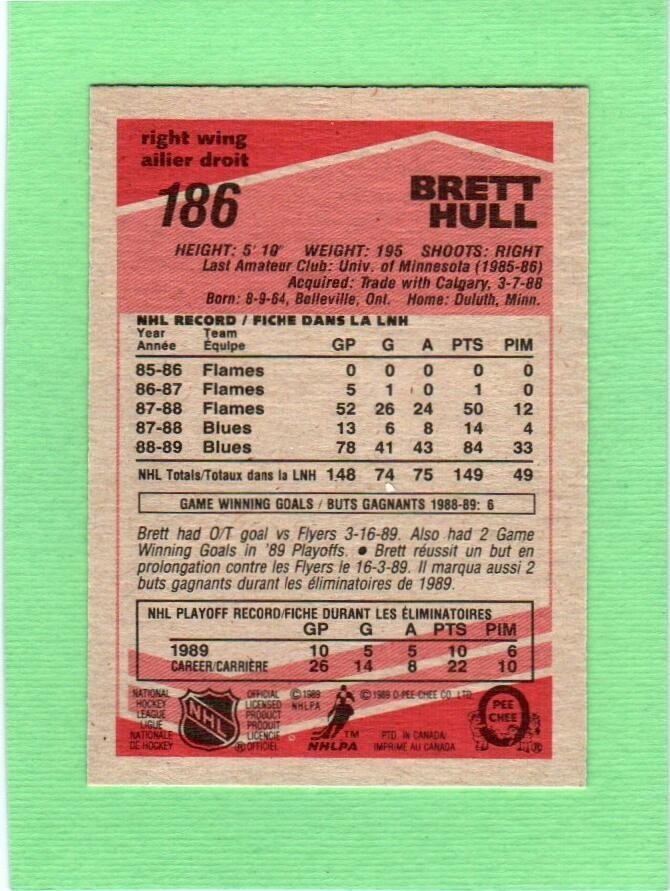 right wing
ailier droit
186
BRETT
HULL
HEIGHT: 5' 10" WEIGHT: 195 SHOOTS: RIGHT
Last Amateur Club: Univ. of Minnesota (1985-86)
Acquired: Trade with Calgary, 3-7-88
Born: 8-9-64, Belleville, Ont. Home: Duluth, Minn.
NHL RECORD / FICHE DANS LA LNH
Year Team
Année Équipe GP G A PTS PIM
85-86 Flames 0 0 0 0 0
86-87 Flames 5 1 0 1 0
87-88 Flames 52 26 24 50 12
87-88 Blues 13 6 8 14 4
88-89 Blues 78 41 43 84 33
NHL Totals/Totaux dans la LNH 148 74 75 149 49
GAME WINNING GOALS / BUTS GAGNANTS 1988-89: 6
Brett had O/T goal vs Flyers 3-16-89. Also had 2 Game
Winning Goals in '89 Playoffs. ● Brett réussit un but en
prolongation contre les Flyers le 16-3-89. Il marqua aussi 2
buts gagnants durant les éliminatoires de 1989.
NHL PLAYOFF RECORD/FICHE DURANT LES ÉLIMINATOIRES
GP G A PTS PIM
1989 10 5 5 10 6
CAREER/CARRIÈRE 26 14 8 22 10
NATIONAL
HOCKEY
LEAGUE
LIGUE
NATIONALE
DE HOCKEY
NHL
®
OFFICIAL
LICENSED
PRODUCT
PRODUIT
LICENCIE
OFFICIEL
© 1989
NHLPA
TM
NHLPA
© 1989 O-PEE-CHEE CO. LTD.
PTD. IN CANADA
IMPRIMÉ AU CANADA
PEE
CHEE
®